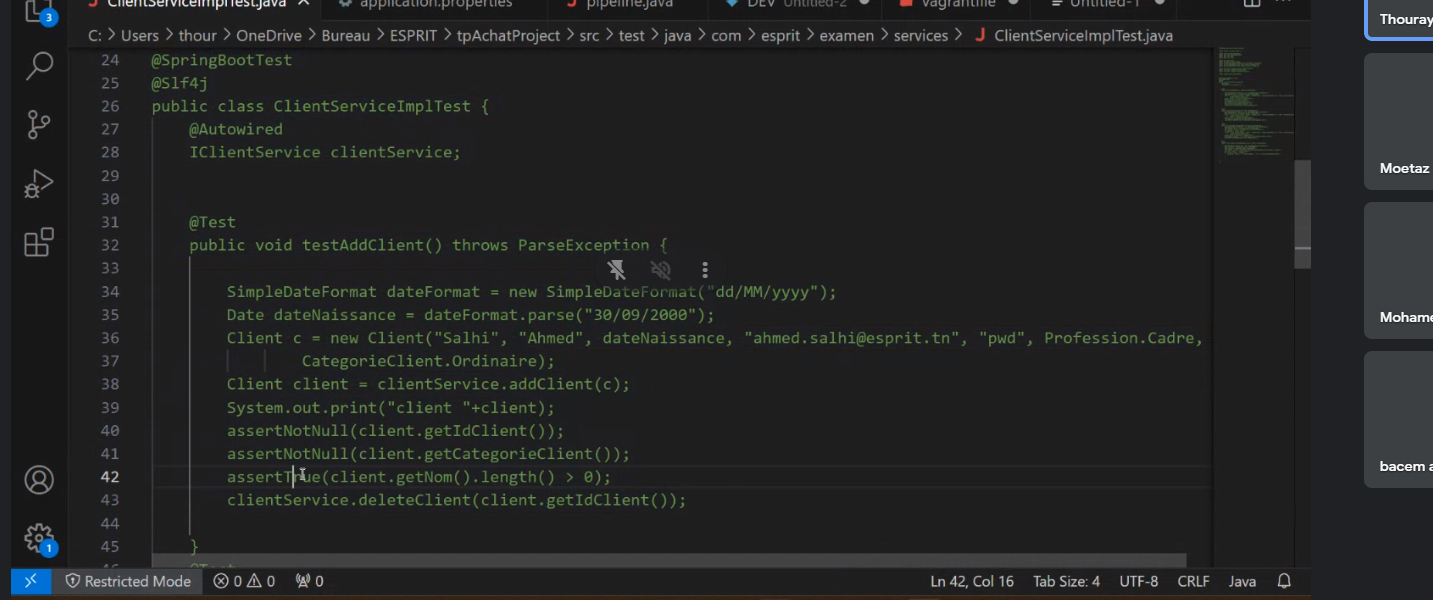 ClientServiceImplTest.java
application.properties
pipeline.java
DEV Untitled-2
vagrantfile
Untitled-1
3
C: > Users > thour > OneDrive > Bureau > ESPRIT > tpAchatProject > src > test > java > com > esprit > examen > services > J ClientServiceImplTest.java
24 @SpringBootTest
25 @Slf4j
26 public class ClientServiceImplTest {
27 @Autowired
28 IClientService clientService;
29
30
31 @Test
32 public void testAddClient() throws ParseException {
33
34 SimpleDateFormat dateFormat = new SimpleDateFormat("dd/MM/yyyy");
35 Date dateNaissance = dateFormat.parse("30/09/2000");
36 Client c = new Client("Salhi", "Ahmed", dateNaissance, "ahmed.salhi@esprit.tn", "pwd", Profession.Cadre,
37 CategorieClient.Ordinaire);
38 Client client = clientService.addClient(c);
39 System.out.print("client "+client);
40 assertNotNull(client.getIdClient());
41 assertNotNull(client.getCategorieClient());
42 assertTrue(client.getNom().length() > 0);
43 clientService.deleteClient(client.getIdClient());
44
45 }
1
Restricted Mode 0 0 0 Ln 42, Col 16 Tab Size: 4 UTF-8 CRLF Java
Thouray
Moetaz
Mohame
bacem a